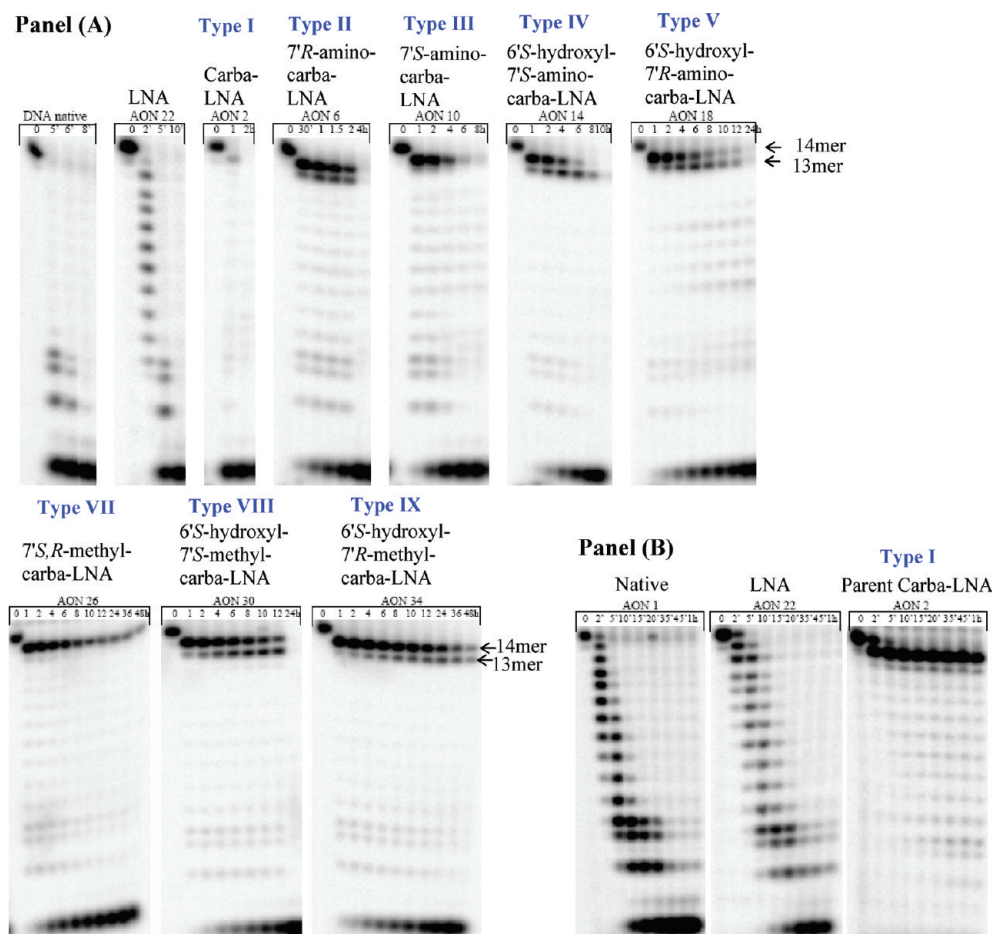 Panel (A)
Type I
Type II
Type III
Type IV
Type V
Carba-
LNA
7'R-amino-
carba-
LNA
7'S-amino-
carba-
LNA
6'S-hydroxyl-
7'S-amino-
carba-LNA
6'S-hydroxyl-
7'R-amino-
carba-LNA
DNA native
LNA
AON 22
AON 2
AON 6
AON 10
AON 14
AON 18
0 5' 6' 8'
0 2' 5' 10'
0 1 2h
0 30' 1 1.5 2 4h
0 1 2 4 6 8h
0 1 2 4 6 8 10h
0 1 2 4 6 8 10 12 24h
14mer
13mer
Type VII
Type VIII
Type IX
7'S,R-methyl-
carba-LNA
6'S-hydroxyl-
7'S-methyl-
carba-LNA
6'S-hydroxyl-
7'R-methyl-
carba-LNA
AON 26
AON 30
AON 34
0 1 2 4 6 8 10 12 24 36 48h
0 1 2 4 6 8 10 12 24h
0 1 2 4 6 8 10 12 24 36 48h
14mer
13mer
Panel (B)
Type I
Native
LNA
Parent Carba-LNA
AON 1
AON 22
AON 2
0 2' 5' 10' 15' 20' 35' 45' 1h
0 2' 5' 10' 15' 20' 35' 45' 1h
0 2' 5' 10' 15' 20' 35' 45' 1h